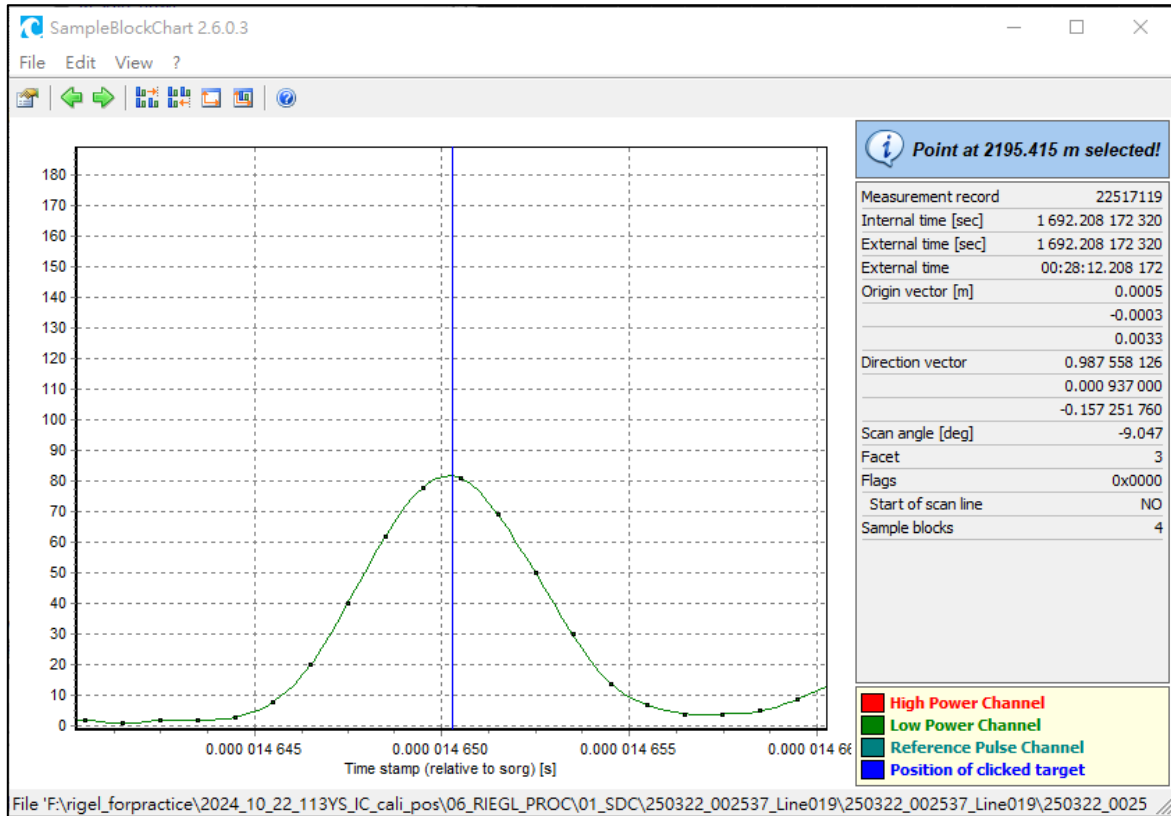 SampleBlockChart 2.6.0.3
File Edit View ?
180
170
160
150
140
130
120
110
100
90
80
70
60
50
40
30
20
10
0
0.000 014 645 0.000 014 650 0.000 014 655 0.000 014 66
Time stamp (relative to sorg) [s]
Point at 2195.415 m selected!
Measurement record 22517119
Internal time [sec] 1 692.208 172 320
External time [sec] 1 692.208 172 320
External time 00:28:12.208 172
Origin vector [m] 0.0005
-0.0003
0.0033
Direction vector 0.987 558 126
0.000 937 000
-0.157 251 760
Scan angle [deg] -9.047
Facet 3
Flags 0x0000
Start of scan line NO
Sample blocks 4
High Power Channel
Low Power Channel
Reference Pulse Channel
Position of clicked target
File 'F:\rigel_forpractice\2024_10_22_113YS_IC_cali_pos\06_RIEGL_PROC\01_SDC\250322_002537_Line019\250322_002537_Line019\250322_0025